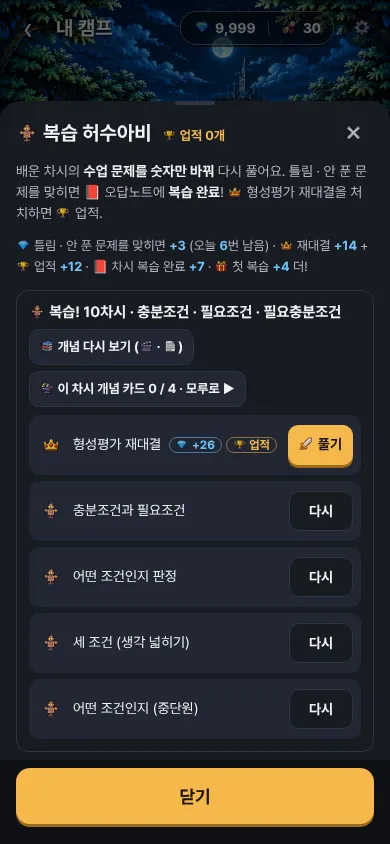 내 캠프
9,999
30
복습 허수아비 업적 0개
배운 차시의 수업 문제를 숫자만 바꿔 다시 풀어요. 틀림 · 안 푼 문
제를 맞히면 오답노트에 복습 완료! 형성평가 재대결을 처
치하면 업적.
틀림 · 안 푼 문제를 맞히면 +3 (오늘 6번 남음) · 재대결 +14 +
업적 +12 · 차시 복습 완료 +7 · 첫 복습 +4 더!
복습! 10차시 · 충분조건 · 필요조건 · 필요충분조건
개념 다시 보기 ( · )
이 차시 개념 카드 0 / 4 · 모루로 ▶
형성평가 재대결 +26 업적 풀기
충분조건과 필요조건 다시
어떤 조건인지 판정 다시
세 조건 (생각 넓히기) 다시
어떤 조건인지 (중단원) 다시
닫기